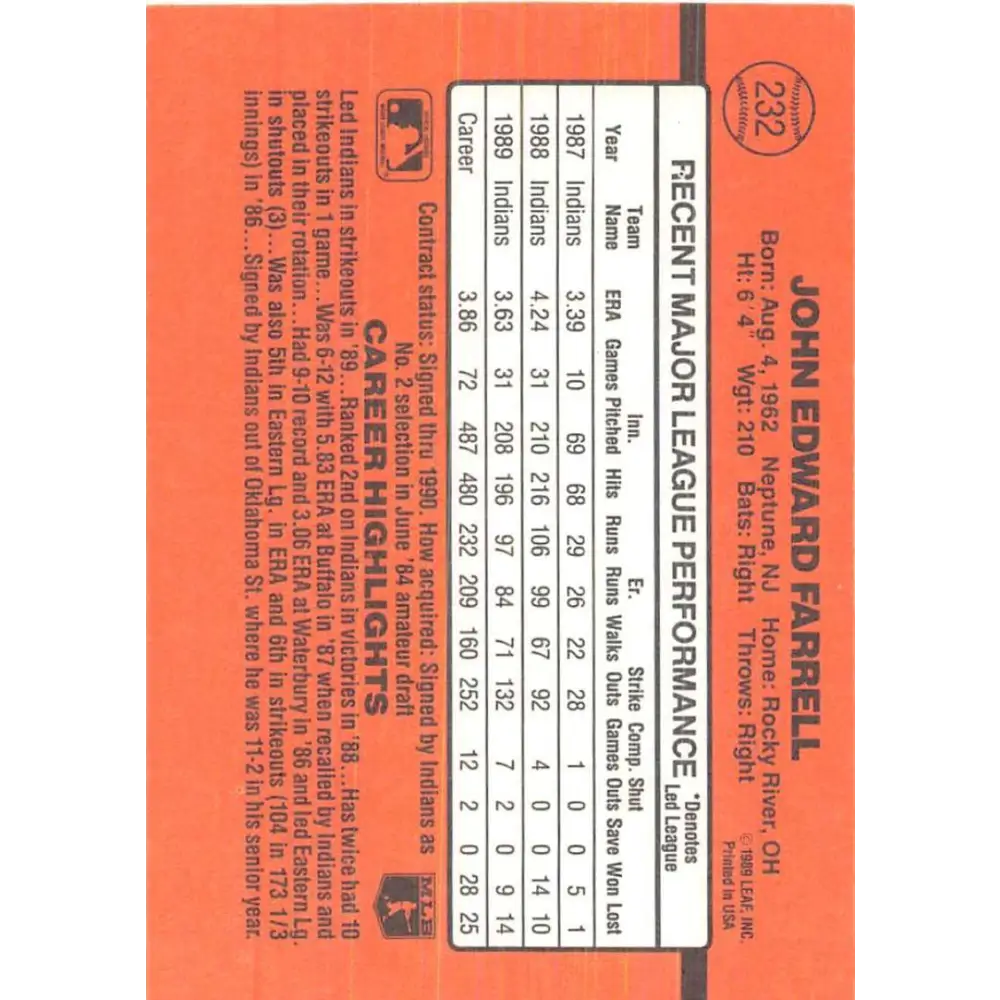 232
JOHN EDWARD FARRELL
Born: Aug. 4, 1962 Neptune, NJ Home: Rocky River, OH
Ht: 6'4" Wgt: 210 Bats: Right Throws: Right
© 1989 LEAF, INC.
Printed in USA
RECENT MAJOR LEAGUE PERFORMANCE *Denotes
Led League
Team Inn. Er. Strike Comp. Shut
Year Name ERA Games Pitched Hits Runs Runs Walks Outs Games Outs Save Won Lost
1987 Indians 3.39 10 69 68 29 26 22 28 1 0 0 5 1
1988 Indians 4.24 31 210 216 106 99 67 92 4 0 0 14 10
1989 Indians 3.63 31 208 196 97 84 71 132 7 2 0 9 14
Career 3.86 72 487 480 232 209 160 252 12 2 0 28 25
Contract status: Signed thru 1990. How acquired: Signed by Indians as
No. 2 selection in June '84 amateur draft
MLB
CAREER HIGHLIGHTS
Led Indians in strikeouts in '89...Ranked 2nd on Indians in victories in '88...Has twice had 10
strikeouts in 1 game...Was 6-12 with 5.83 ERA at Buffalo in '87 when recalled by Indians and
placed in their rotation...Had 9-10 record and 3.06 ERA at Waterbury in '86 and led Eastern Lg.
in shutouts (3)...Was also 5th in Eastern Lg. in ERA and 6th in strikeouts (104 in 173 1/3
innings) in '86...Signed by Indians out of Oklahoma St. where he was 11-2 in his senior year.